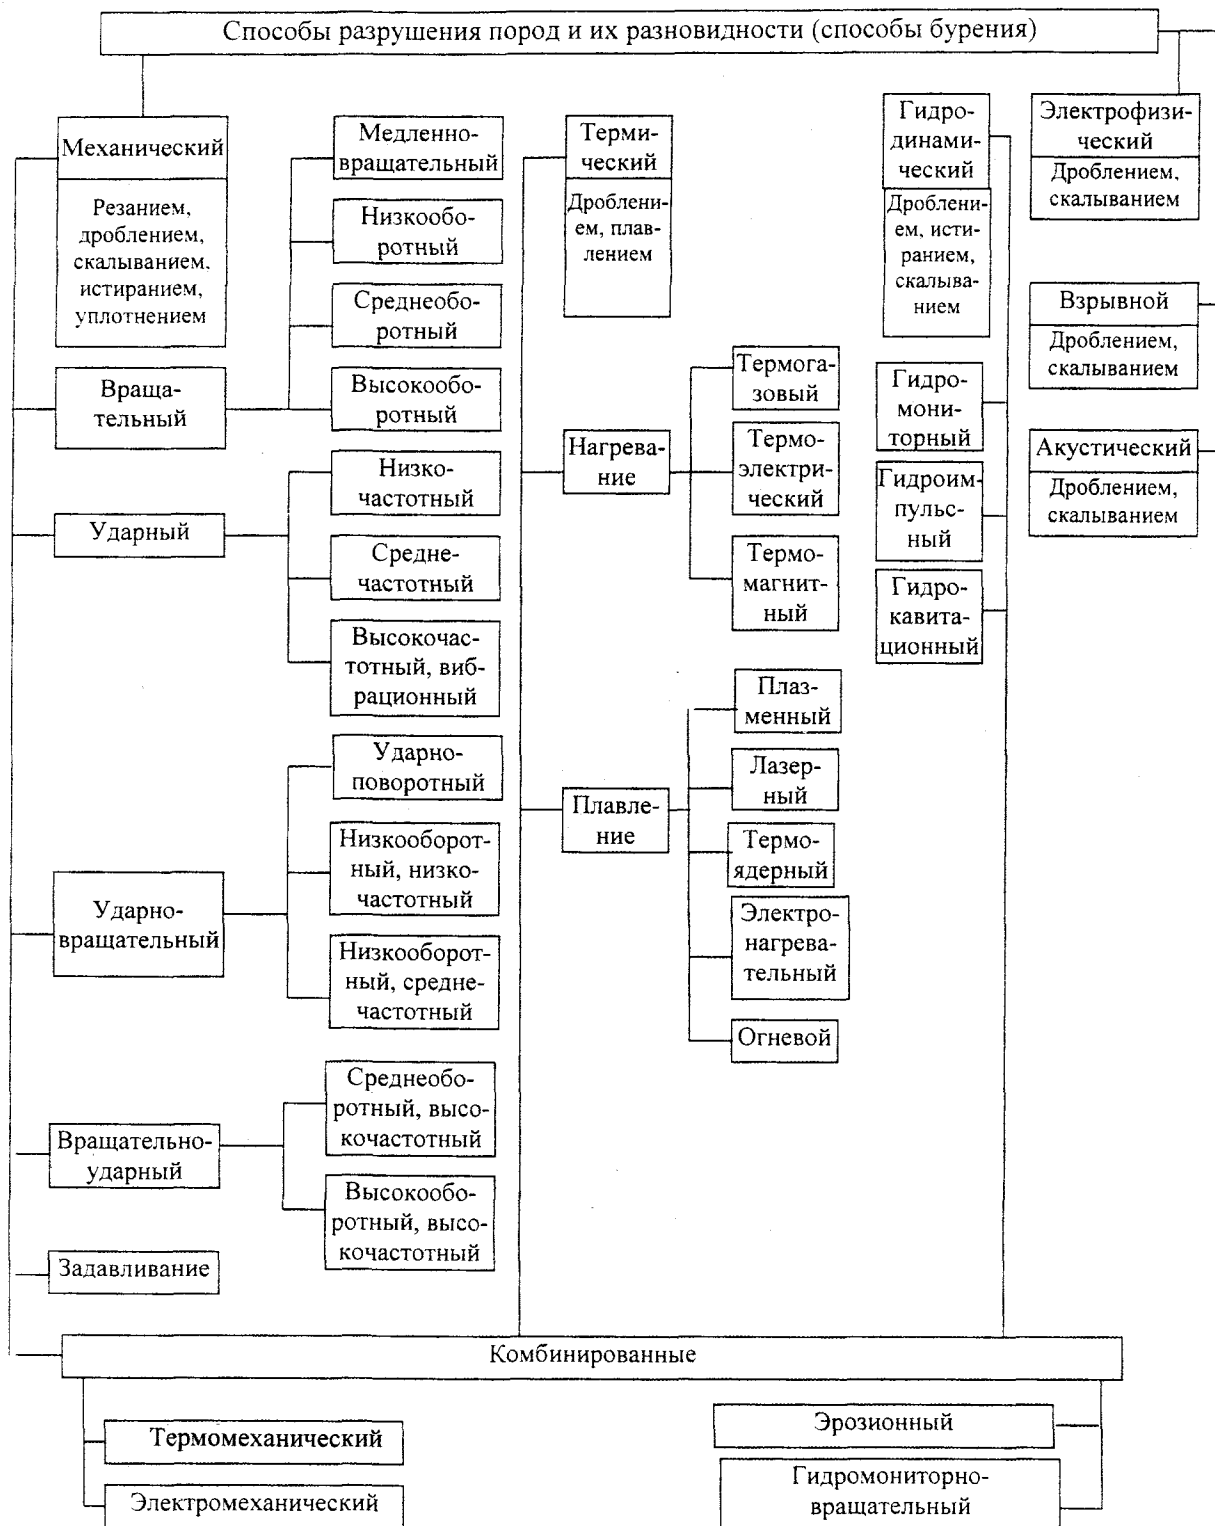 Способы разрушения пород и их разновидности (способы бурения)
Механический
Резанием,
дроблением,
скалыванием,
истиранием,
уплотнением
Враща-
тельный
Ударный
Ударно-
вращательный
Вращательно-
ударный
Задавливание
Медленно-
вращательный
Низкообо-
ротный
Среднеобо-
ротный
Высокообо-
ротный
Низко-
частотный
Средне-
частотный
Высокочас-
тотный, виб-
рационный
Ударно-
поворотный
Низкооборот-
ный, низко-
частотный
Низкооборот-
ный, средне-
частотный
Среднеобо-
ротный, высо-
кочастотный
Высокообо-
ротный, высо-
кочастотный
Терми-
ческий
Дроблени-
ем, плав-
лением
Нагрева-
ние
Термога-
зовый
Термо-
электри-
ческий
Термо-
магнит-
ный
Плавле-
ние
Плаз-
менный
Лазер-
ный
Термо-
ядерный
Электро-
нагрева-
тельный
Огневой
Гидро-
динами-
ческий
Дроблени-
ем, исти-
ранием,
скалыва-
нием
Гидро-
мони-
торный
Гидроим-
пульс-
ный
Гидро-
кавита-
ционный
Электрофизи-
ческий
Дроблением,
скалыванием
Взрывной
Дроблением,
скалыванием
Акустический
Дроблением,
скалыванием
Комбинированные
Термомеханический
Электромеханический
Эрозионный
Гидромониторно-
вращательный